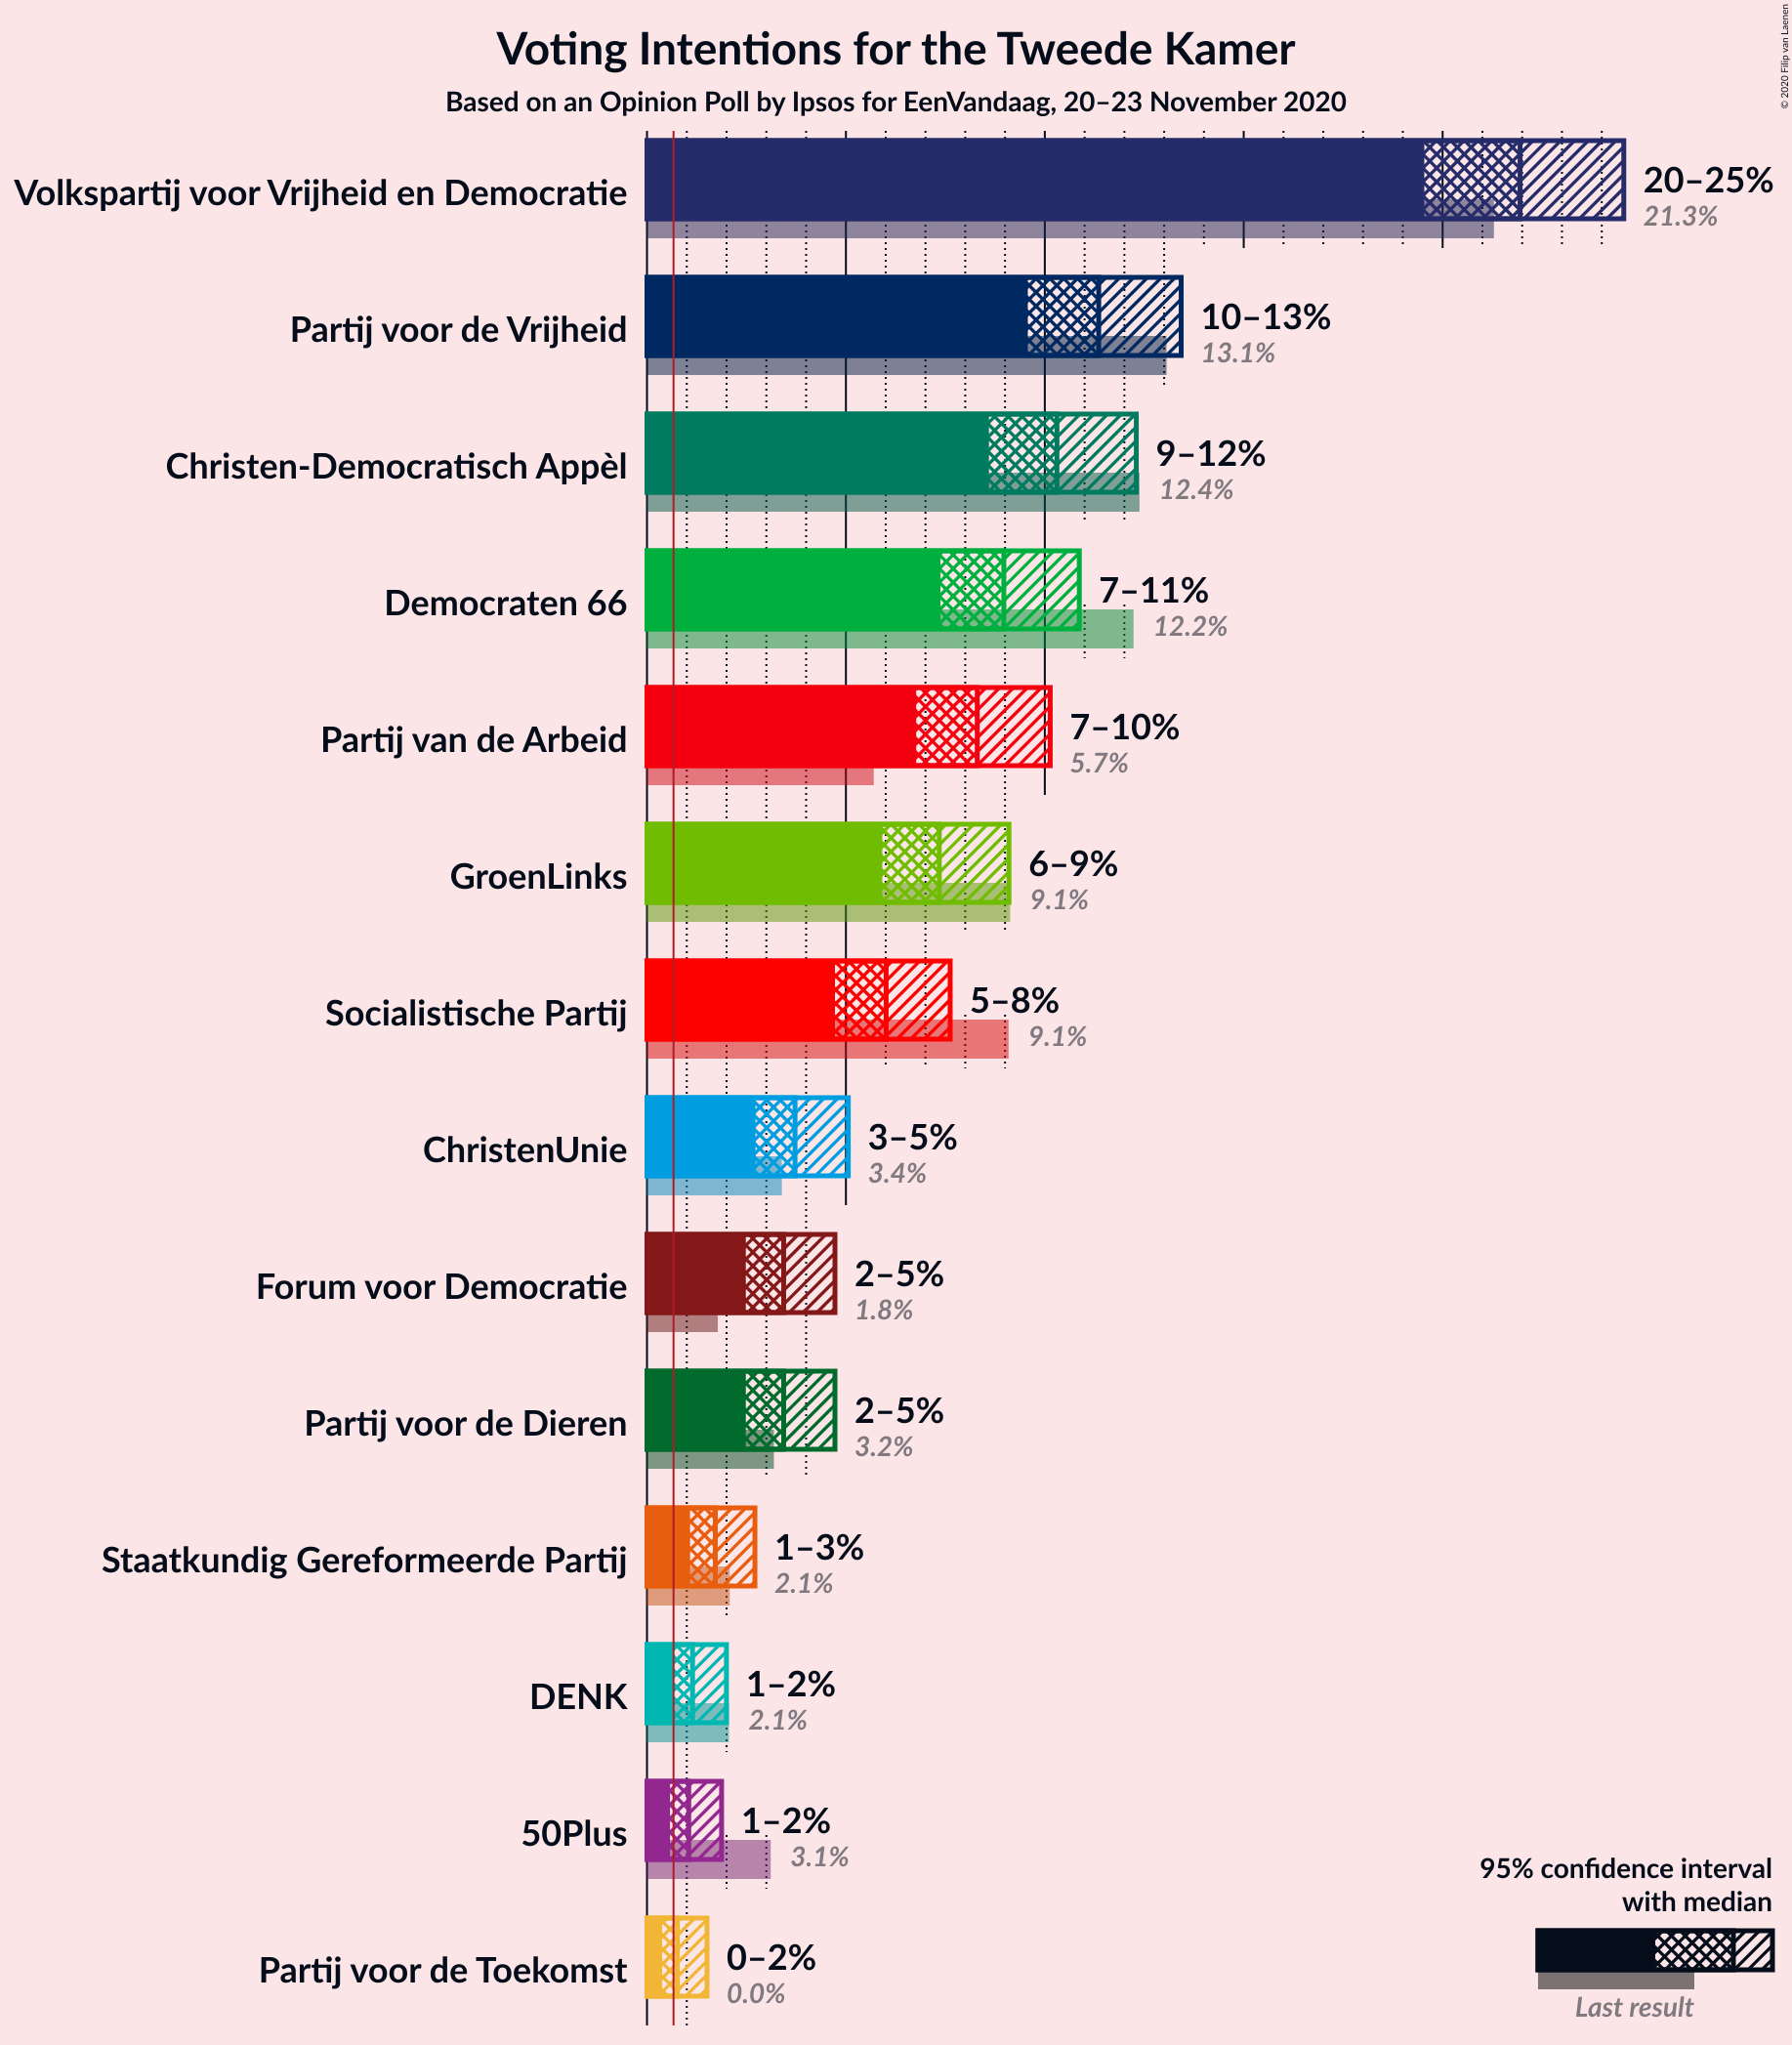 Voting Intentions for the Tweede Kamer
Based on an Opinion Poll by Ipsos for EenVandaag, 20–23 November 2020
© 2020 Filip van Laenen
Volkspartij voor Vrijheid en Democratie
20–25%
21.3%
Partij voor de Vrijheid
10–13%
13.1%
Christen-Democratisch Appèl
9–12%
12.4%
Democraten 66
7–11%
12.2%
Partij van de Arbeid
7–10%
5.7%
GroenLinks
6–9%
9.1%
Socialistische Partij
5–8%
9.1%
ChristenUnie
3–5%
3.4%
Forum voor Democratie
2–5%
1.8%
Partij voor de Dieren
2–5%
3.2%
Staatkundig Gereformeerde Partij
1–3%
2.1%
DENK
1–2%
2.1%
50Plus
1–2%
3.1%
Partij voor de Toekomst
0–2%
0.0%
95% confidence interval
with median
Last result